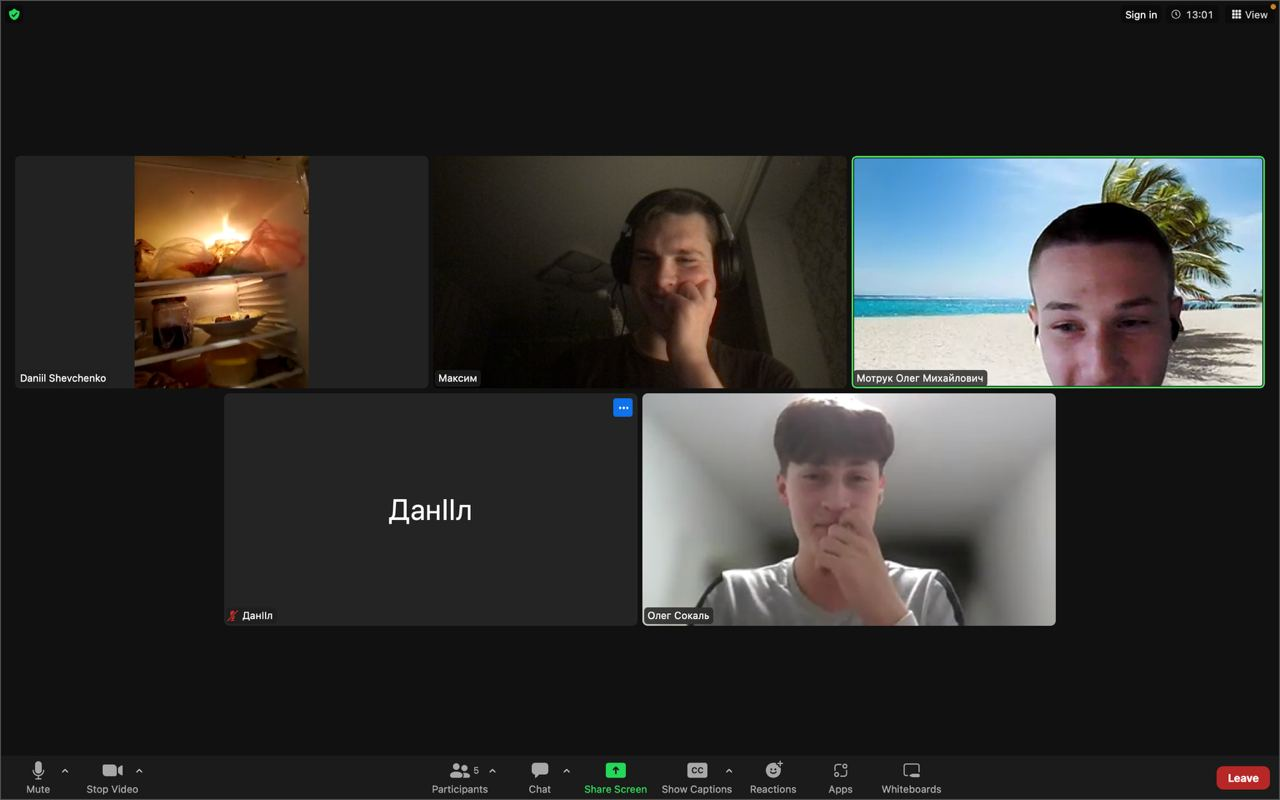 Sign in
13:01
View
Daniil Shevchenko
Максим
Мотрук Олег Михайлович
ДанIIл
ДанIIл
Олег Сокаль
Mute
Stop Video
Participants
5
Chat
Share Screen
CC
Show Captions
Reactions
Apps
Whiteboards
Leave